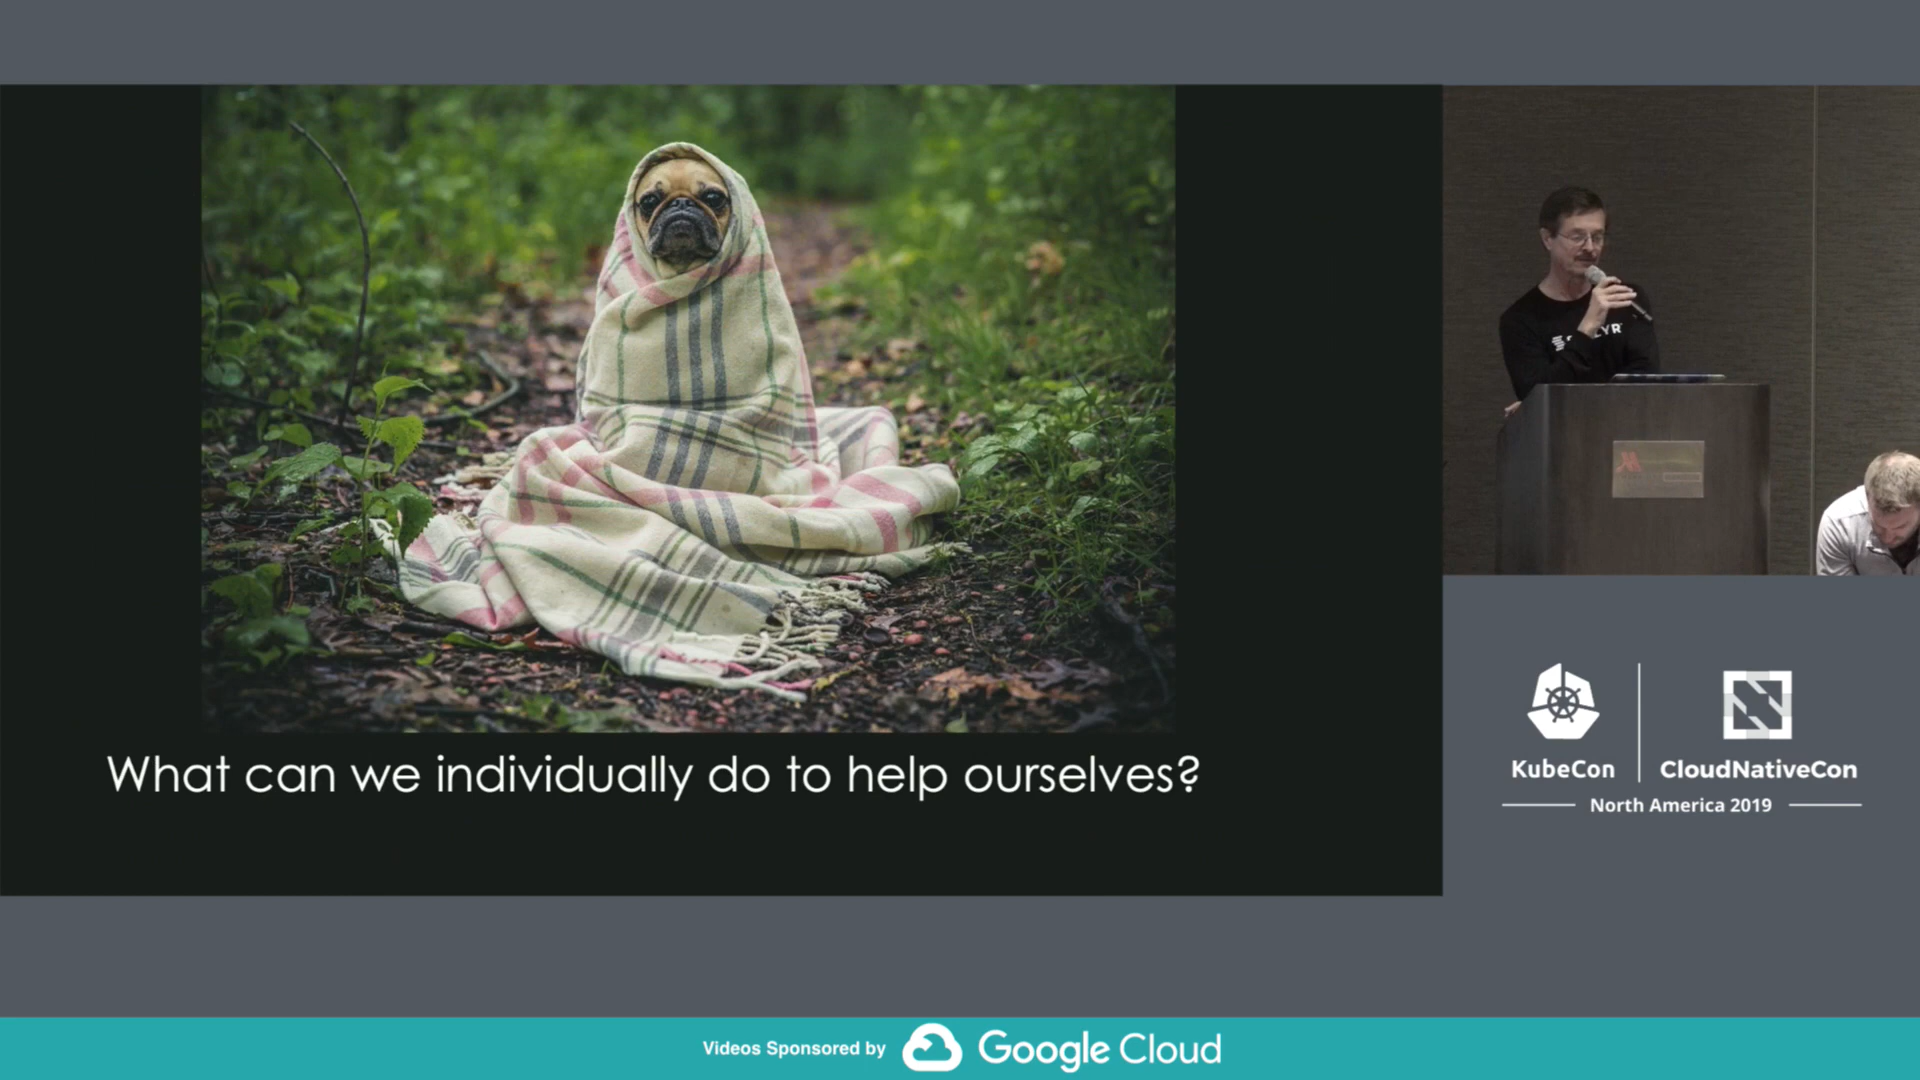 What can we individually do to help ourselves?
KubeCon
CloudNativeCon
North America 2019
Videos Sponsored by
Google Cloud